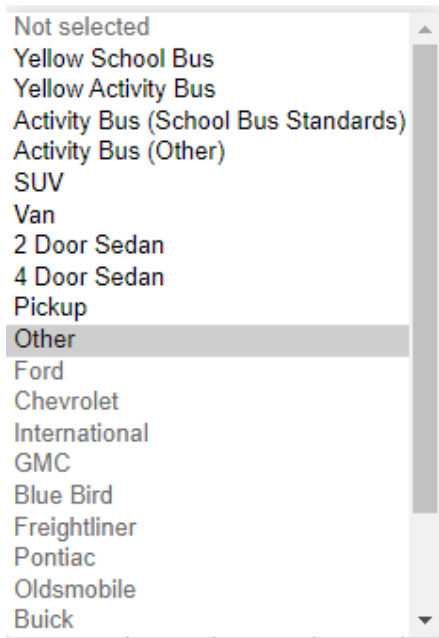 Not selected
Yellow School Bus
Yellow Activity Bus
Activity Bus (School Bus Standards)
Activity Bus (Other)
SUV
Van
2 Door Sedan
4 Door Sedan
Pickup
Other
Ford
Chevrolet
International
GMC
Blue Bird
Freightliner
Pontiac
Oldsmobile
Buick